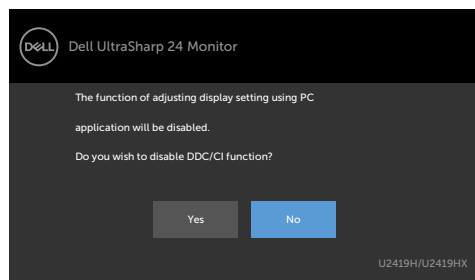 DELL
Dell UltraSharp 24 Monitor
The function of adjusting display setting using PC
application will be disabled.
Do you wish to disable DDC/CI function?
Yes
No
U2419H/U2419HX